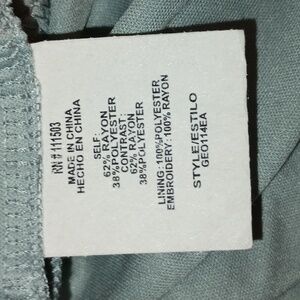 RN # 111503
MADE IN CHINA
HECHO EN CHINA
SELF:
62% RAYON
38%POLYESTER
CONTRAST:
62% RAYON
38%POLYESTER
LINING:100%POLYESTER
EMBROIDERY:100% RAYON
STYLE/ESTILO
GEO114EA